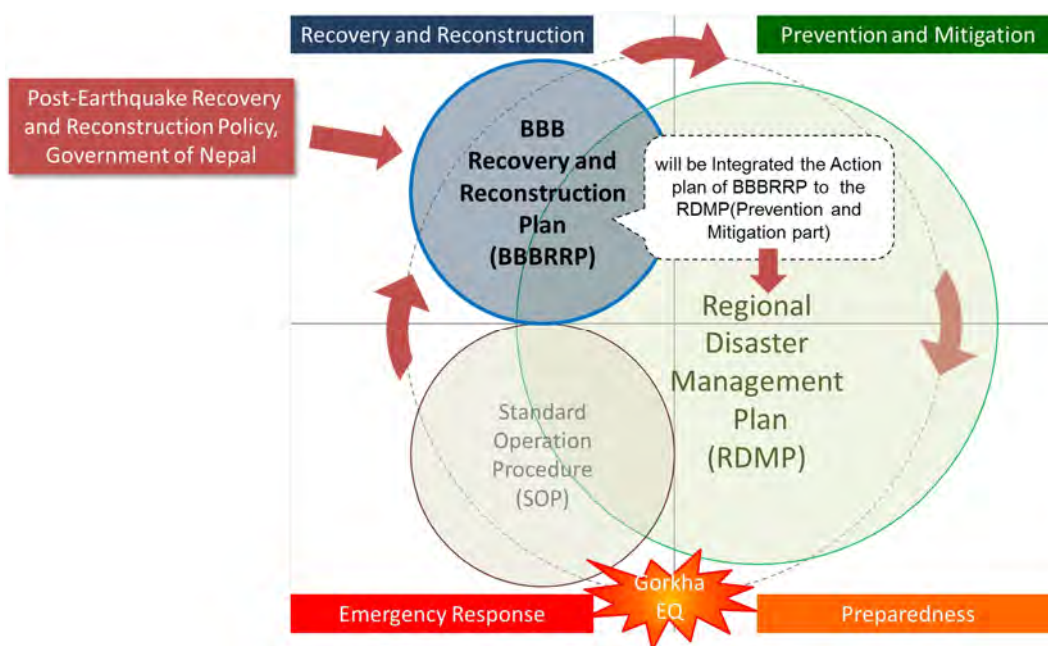 Recovery and Reconstruction
Prevention and Mitigation
Post-Earthquake Recovery
and Reconstruction Policy,
Government of Nepal
BBB
Recovery and
Reconstruction
Plan
(BBBRRP)
will be Integrated the Action
plan of BBBRRP to the
RDMP(Prevention and
Mitigation part)
Regional
Disaster
Management
Plan
(RDMP)
Standard
Operation
Procedure
(SOP)
Gorkha
EQ
Emergency Response
Preparedness